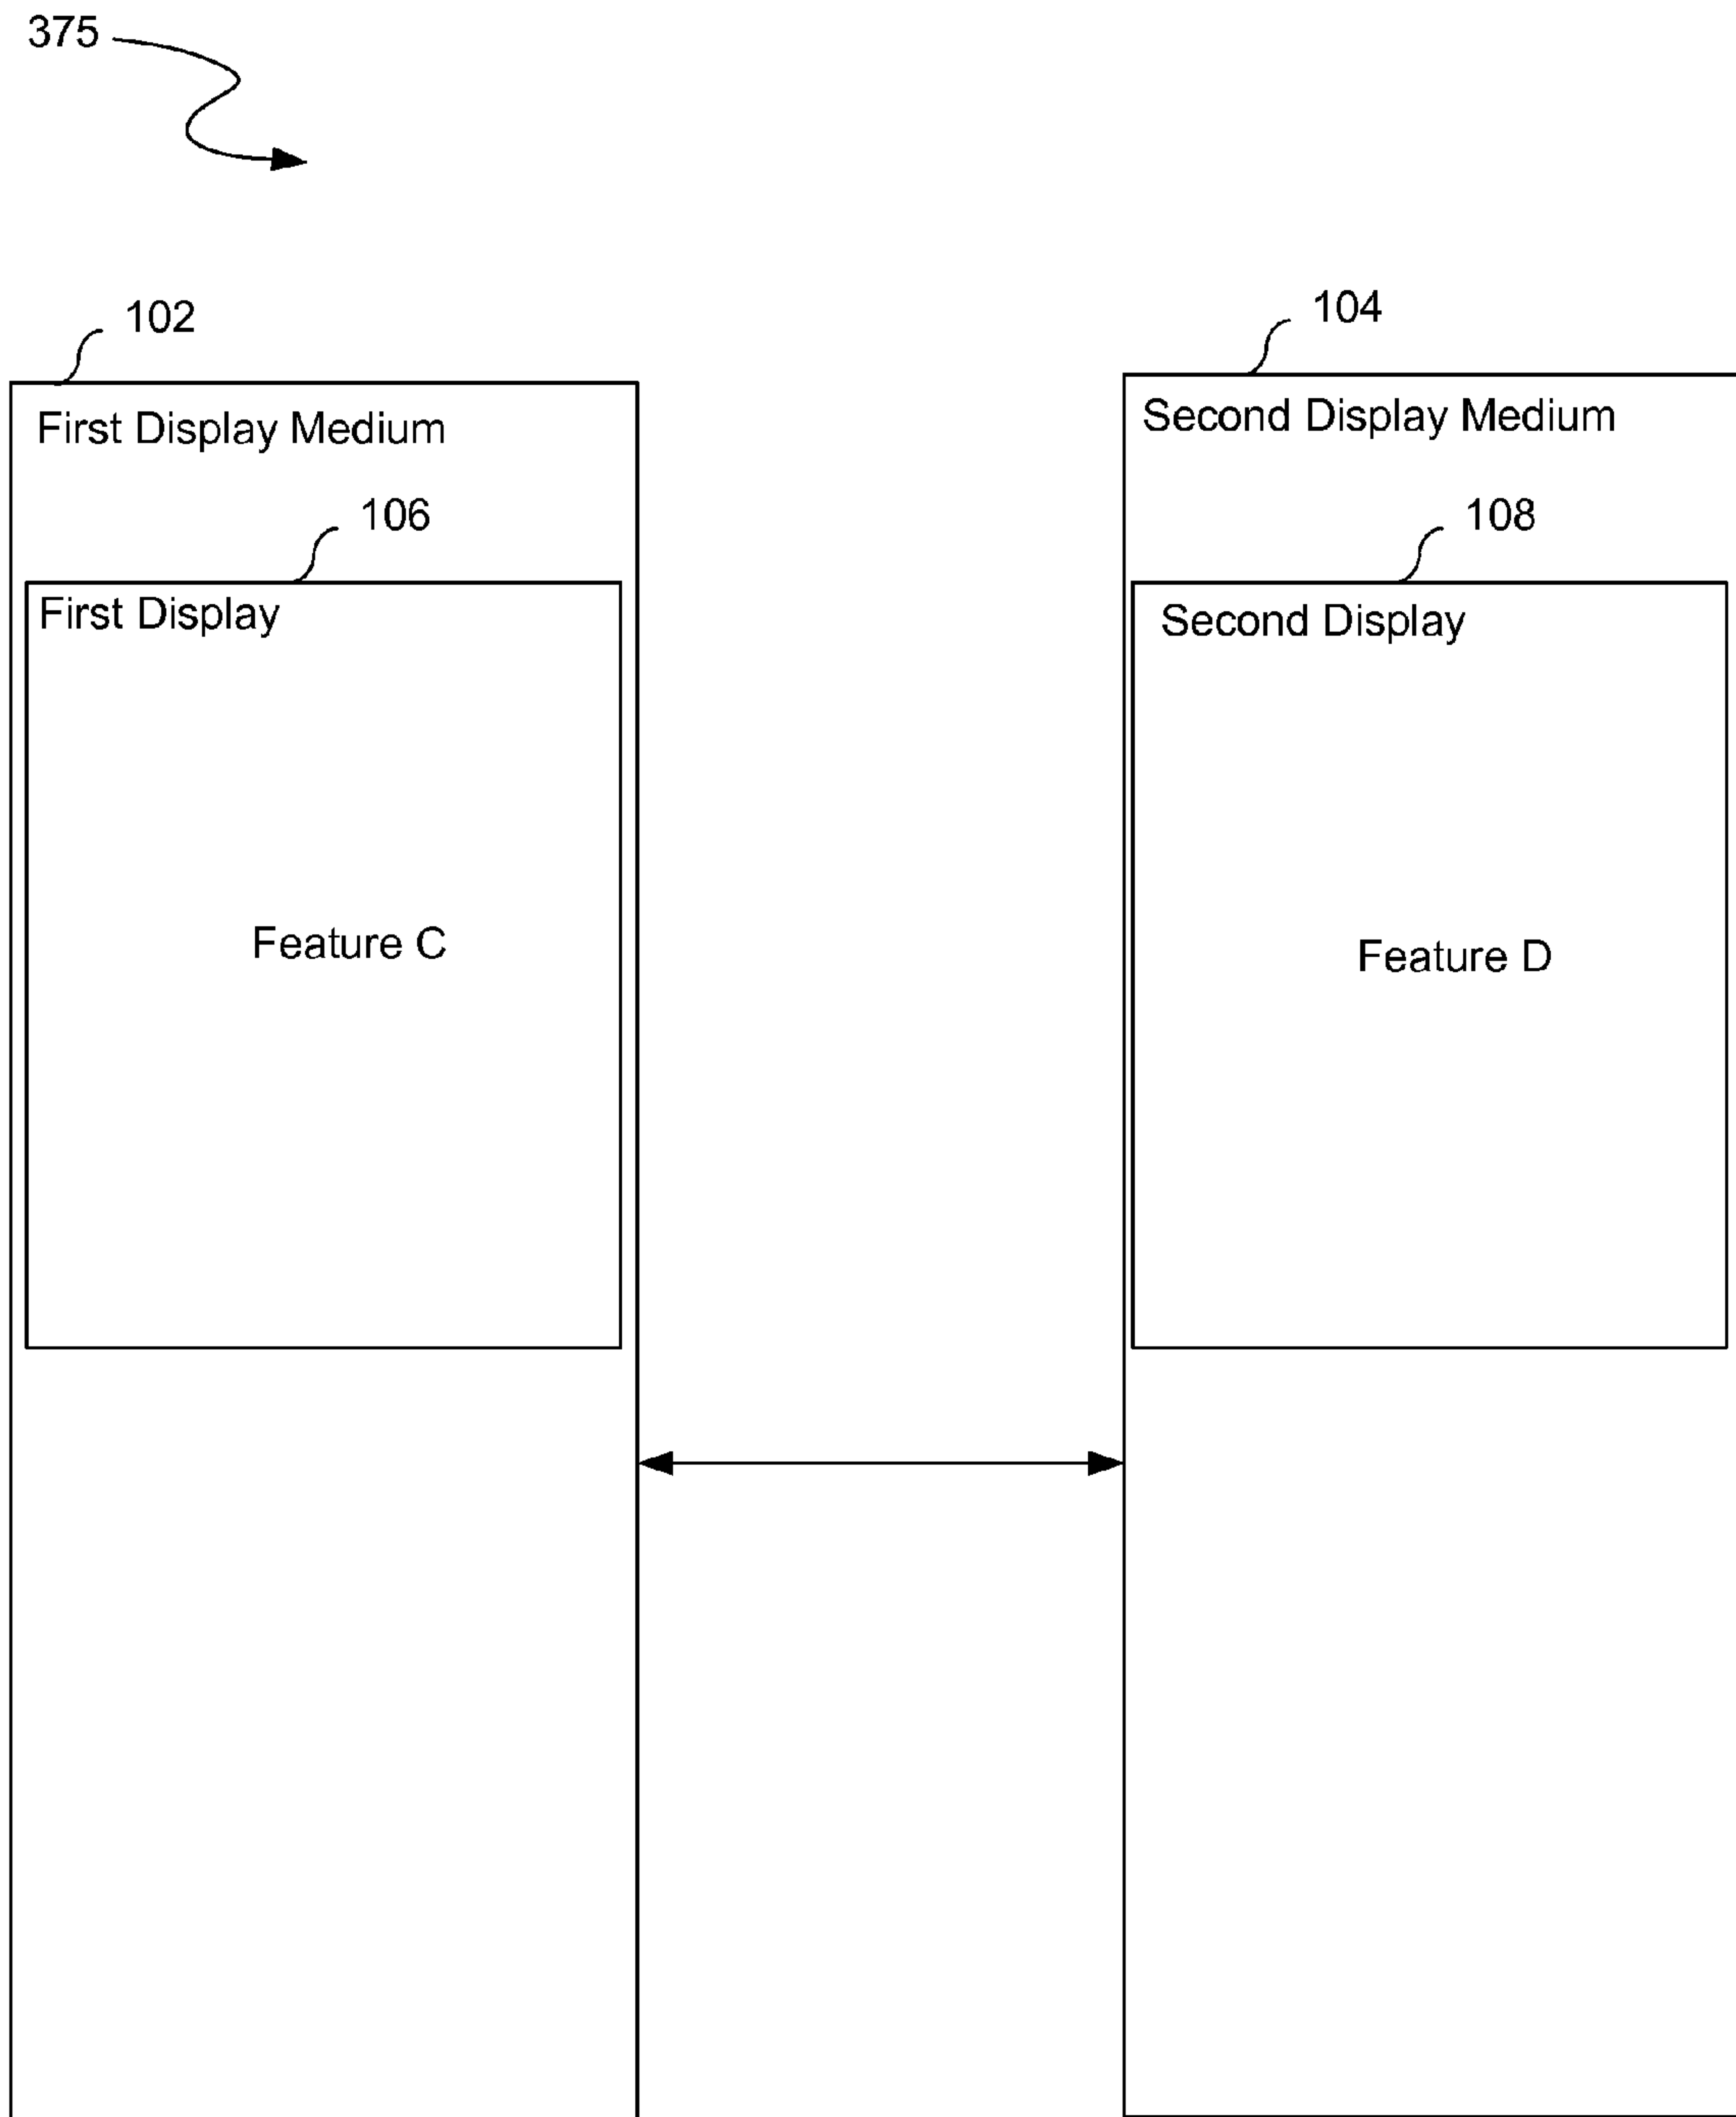 375
102
104
First Display Medium
Second Display Medium
106
108
First Display
Second Display
Feature C
Feature D